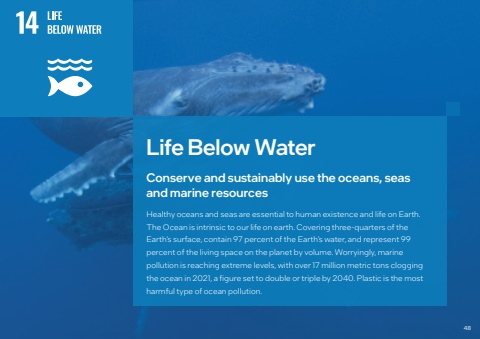 14 LIFE
BELOW WATER
Life Below Water
Conserve and sustainably use the oceans, seas
and marine resources
Healthy oceans and seas are essential to human existence and life on Earth.
The Ocean is intrinsic to our life on earth. Covering three-quarters of the
Earth's surface, contain 97 percent of the Earth's water, and represent 99
percent of the living space on the planet by volume. Worryingly, marine
pollution is reaching extreme levels, with over 17 million metric tons clogging
the ocean in 2021, a figure set to double or triple by 2040. Plastic is the most
harmful type of ocean pollution.
48